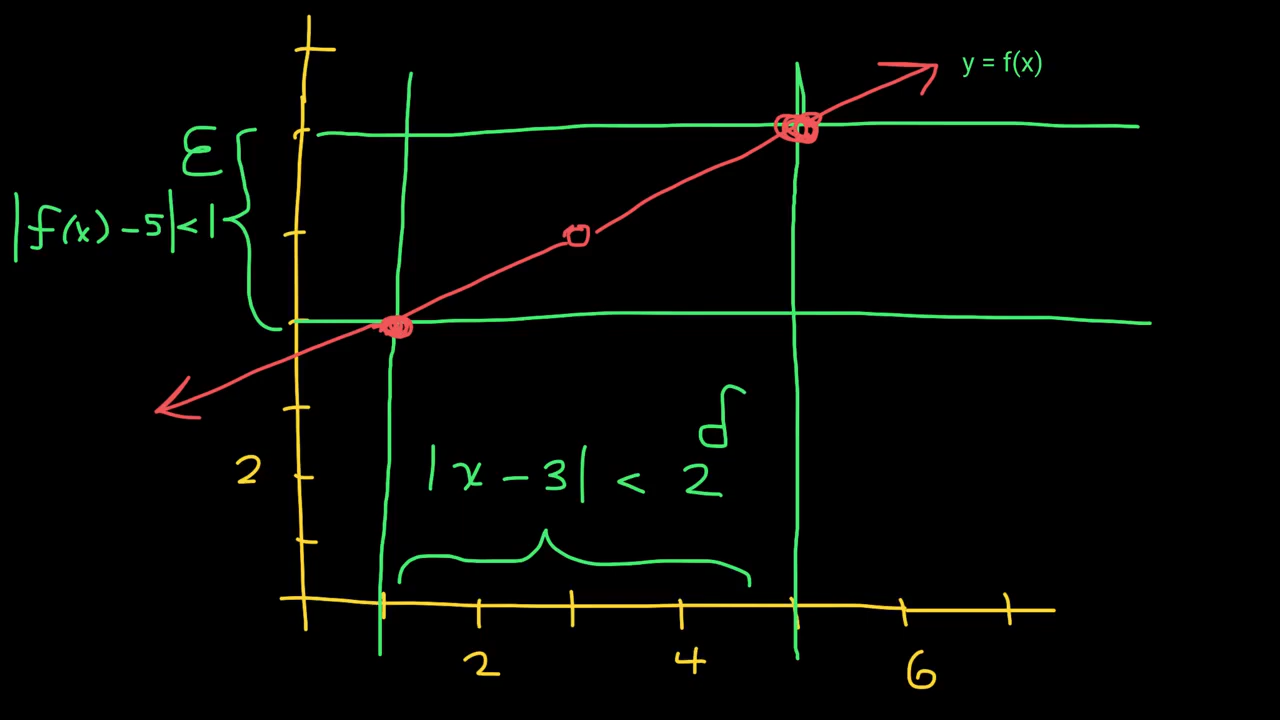 y = f(x)
ε
|f(x) - 5| < 1
δ
2
|x - 3| < 2
2 4 6